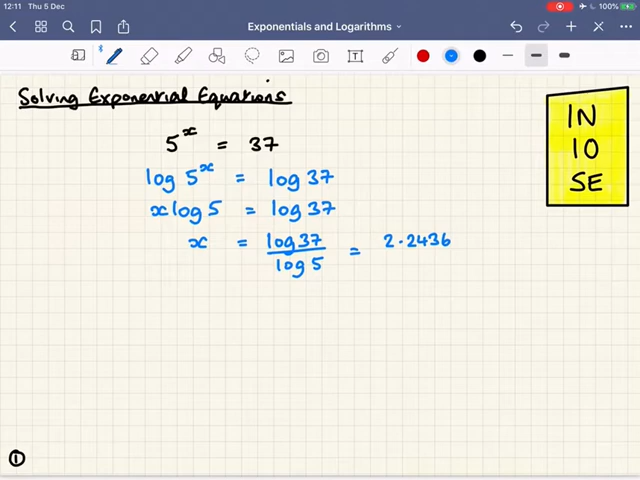 12:11 Thu 5 Dec
100%
Exponentials and Logarithms
T
Solving Exponential Equations
5^x = 37
log 5^x = log 37
x log 5 = log 37
x = log 37 / log 5 = 2.2436
IN
10
SE
1